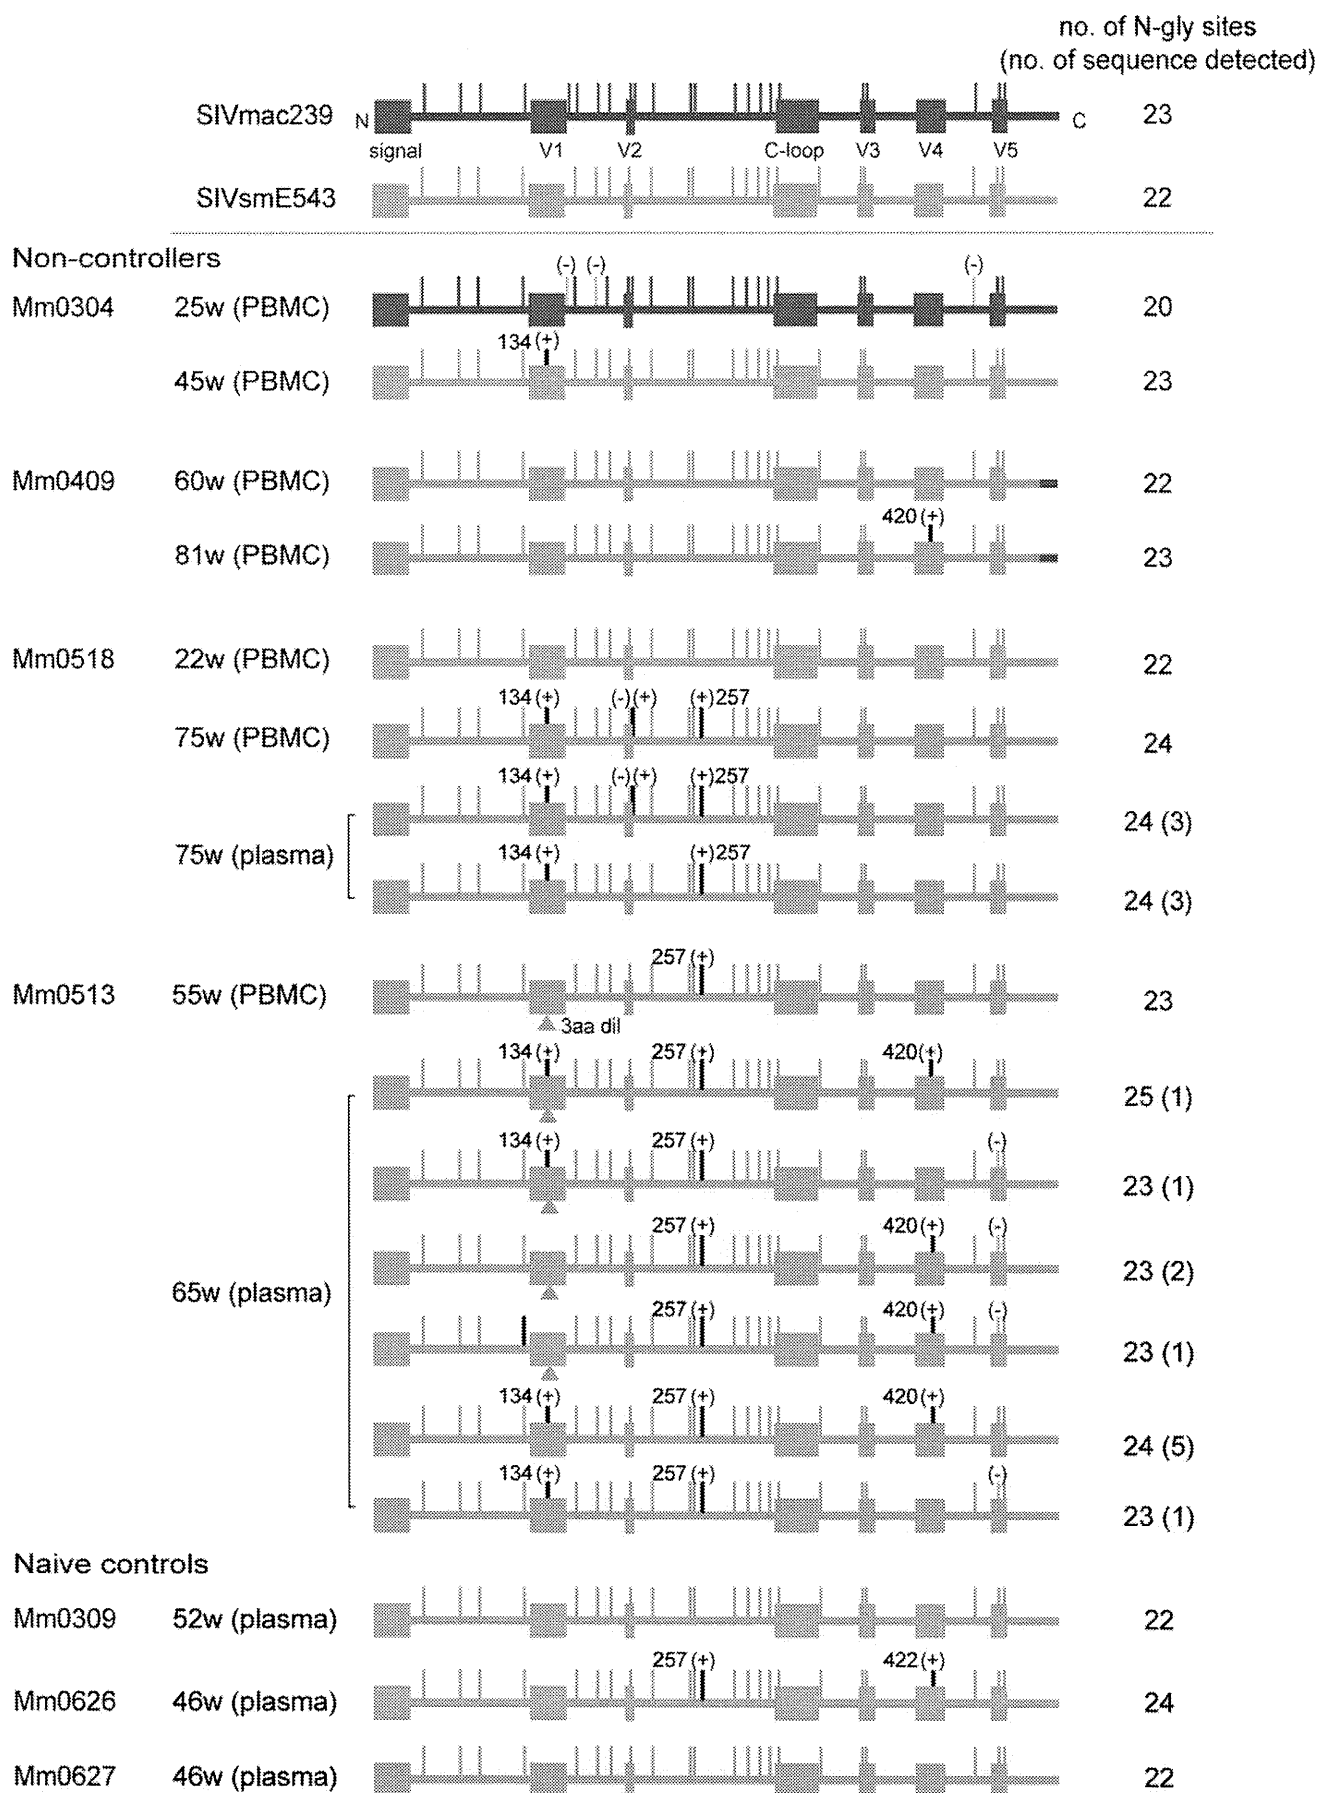 no. of N-gly sites
(no. of sequence detected)
SIVmac239 N C 23
signal V1 V2 C-loop V3 V4 V5
SIVsmE543 22
Non-controllers
(-) (-) (-)
Mm0304 25w (PBMC) 20
134 (+)
45w (PBMC) 23
Mm0409 60w (PBMC) 22
420 (+)
81w (PBMC) 23
Mm0518 22w (PBMC) 22
134 (+) (-) (+) (+) 257
75w (PBMC) 24
134 (+) (-) (+) (+) 257
24 (3)
75w (plasma)
134 (+) (+) 257
24 (3)
257 (+)
Mm0513 55w (PBMC) 23
3aa dil
134 (+) 257 (+) 420 (+)
25 (1)
134 (+) 257 (+) (-)
23 (1)
257 (+) 420 (+) (-)
23 (2)
65w (plasma)
257 (+) 420 (+) (-)
23 (1)
134 (+) 257 (+) 420 (+)
24 (5)
134 (+) 257 (+) (-)
23 (1)
Naive controls
Mm0309 52w (plasma) 22
257 (+) 422 (+)
Mm0626 46w (plasma) 24
Mm0627 46w (plasma) 22